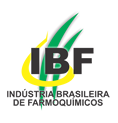 IBF
INDÚSTRIA BRASILEIRA
DE FARMOQUÍMICOS